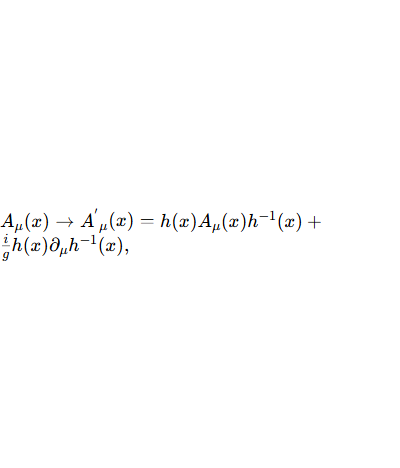 A_μ(x) → A^'_μ(x) = h(x)A_μ(x)h^{-1}(x) +
\frac{i}{g}h(x)∂_μh^{-1}(x),